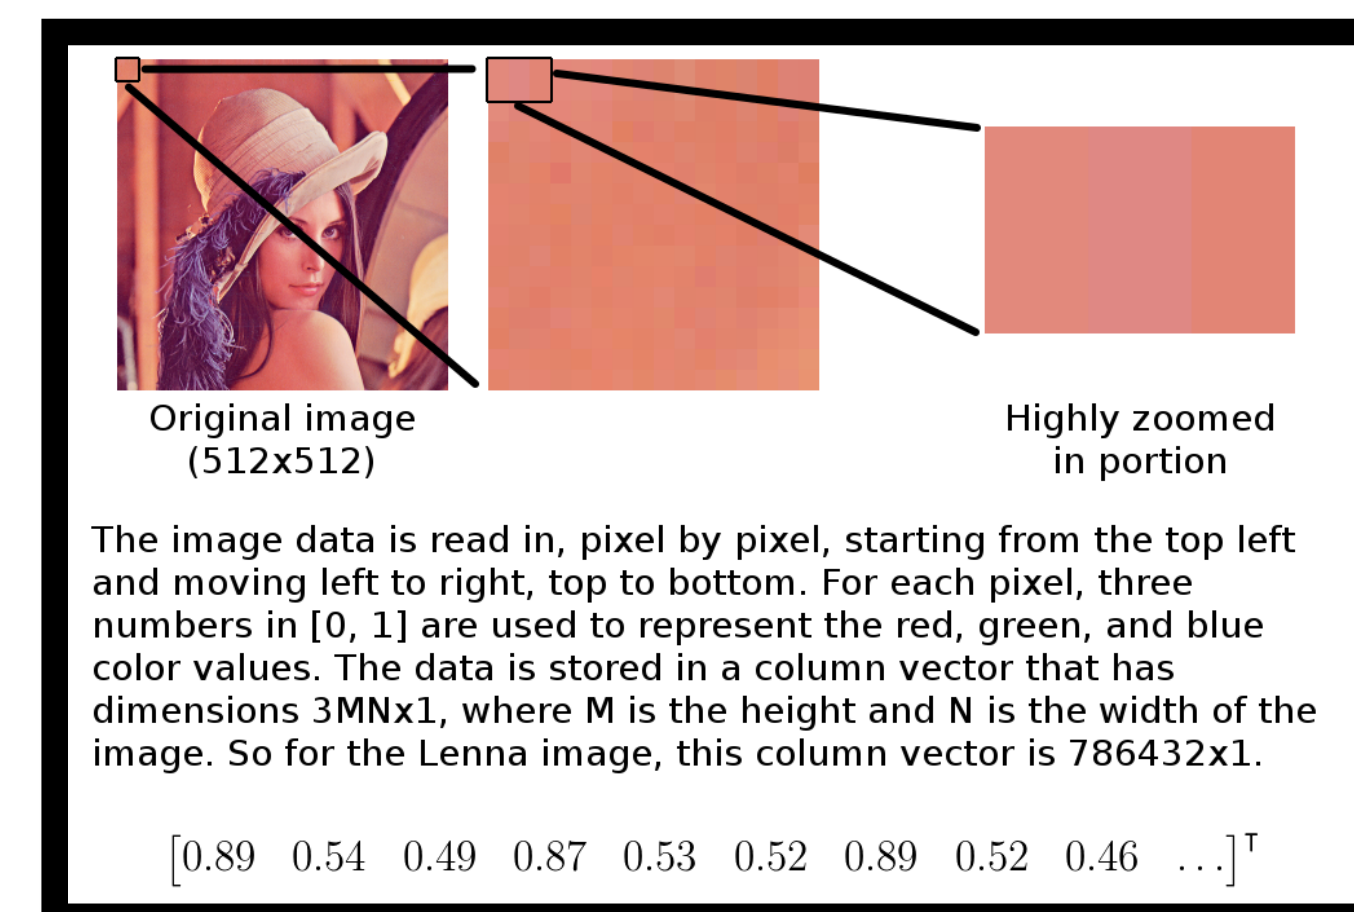 Original image
(512x512)
Highly zoomed
in portion
The image data is read in, pixel by pixel, starting from the top left
and moving left to right, top to bottom. For each pixel, three
numbers in [0, 1] are used to represent the red, green, and blue
color values. The data is stored in a column vector that has
dimensions 3MNx1, where M is the height and N is the width of the
image. So for the Lenna image, this column vector is 786432x1.
[0.89 0.54 0.49 0.87 0.53 0.52 0.89 0.52 0.46 ...]ᵀ